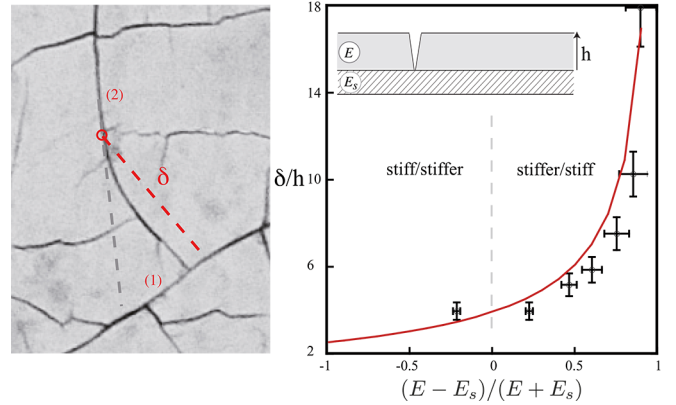 (2)
δ
(1)
δ/h
18
14
10
6
2
E
E_s
h
stiff/stiffer
stiffer/stiff
-1
-0.5
0
0.5
1
(E − E_s)/(E + E_s)